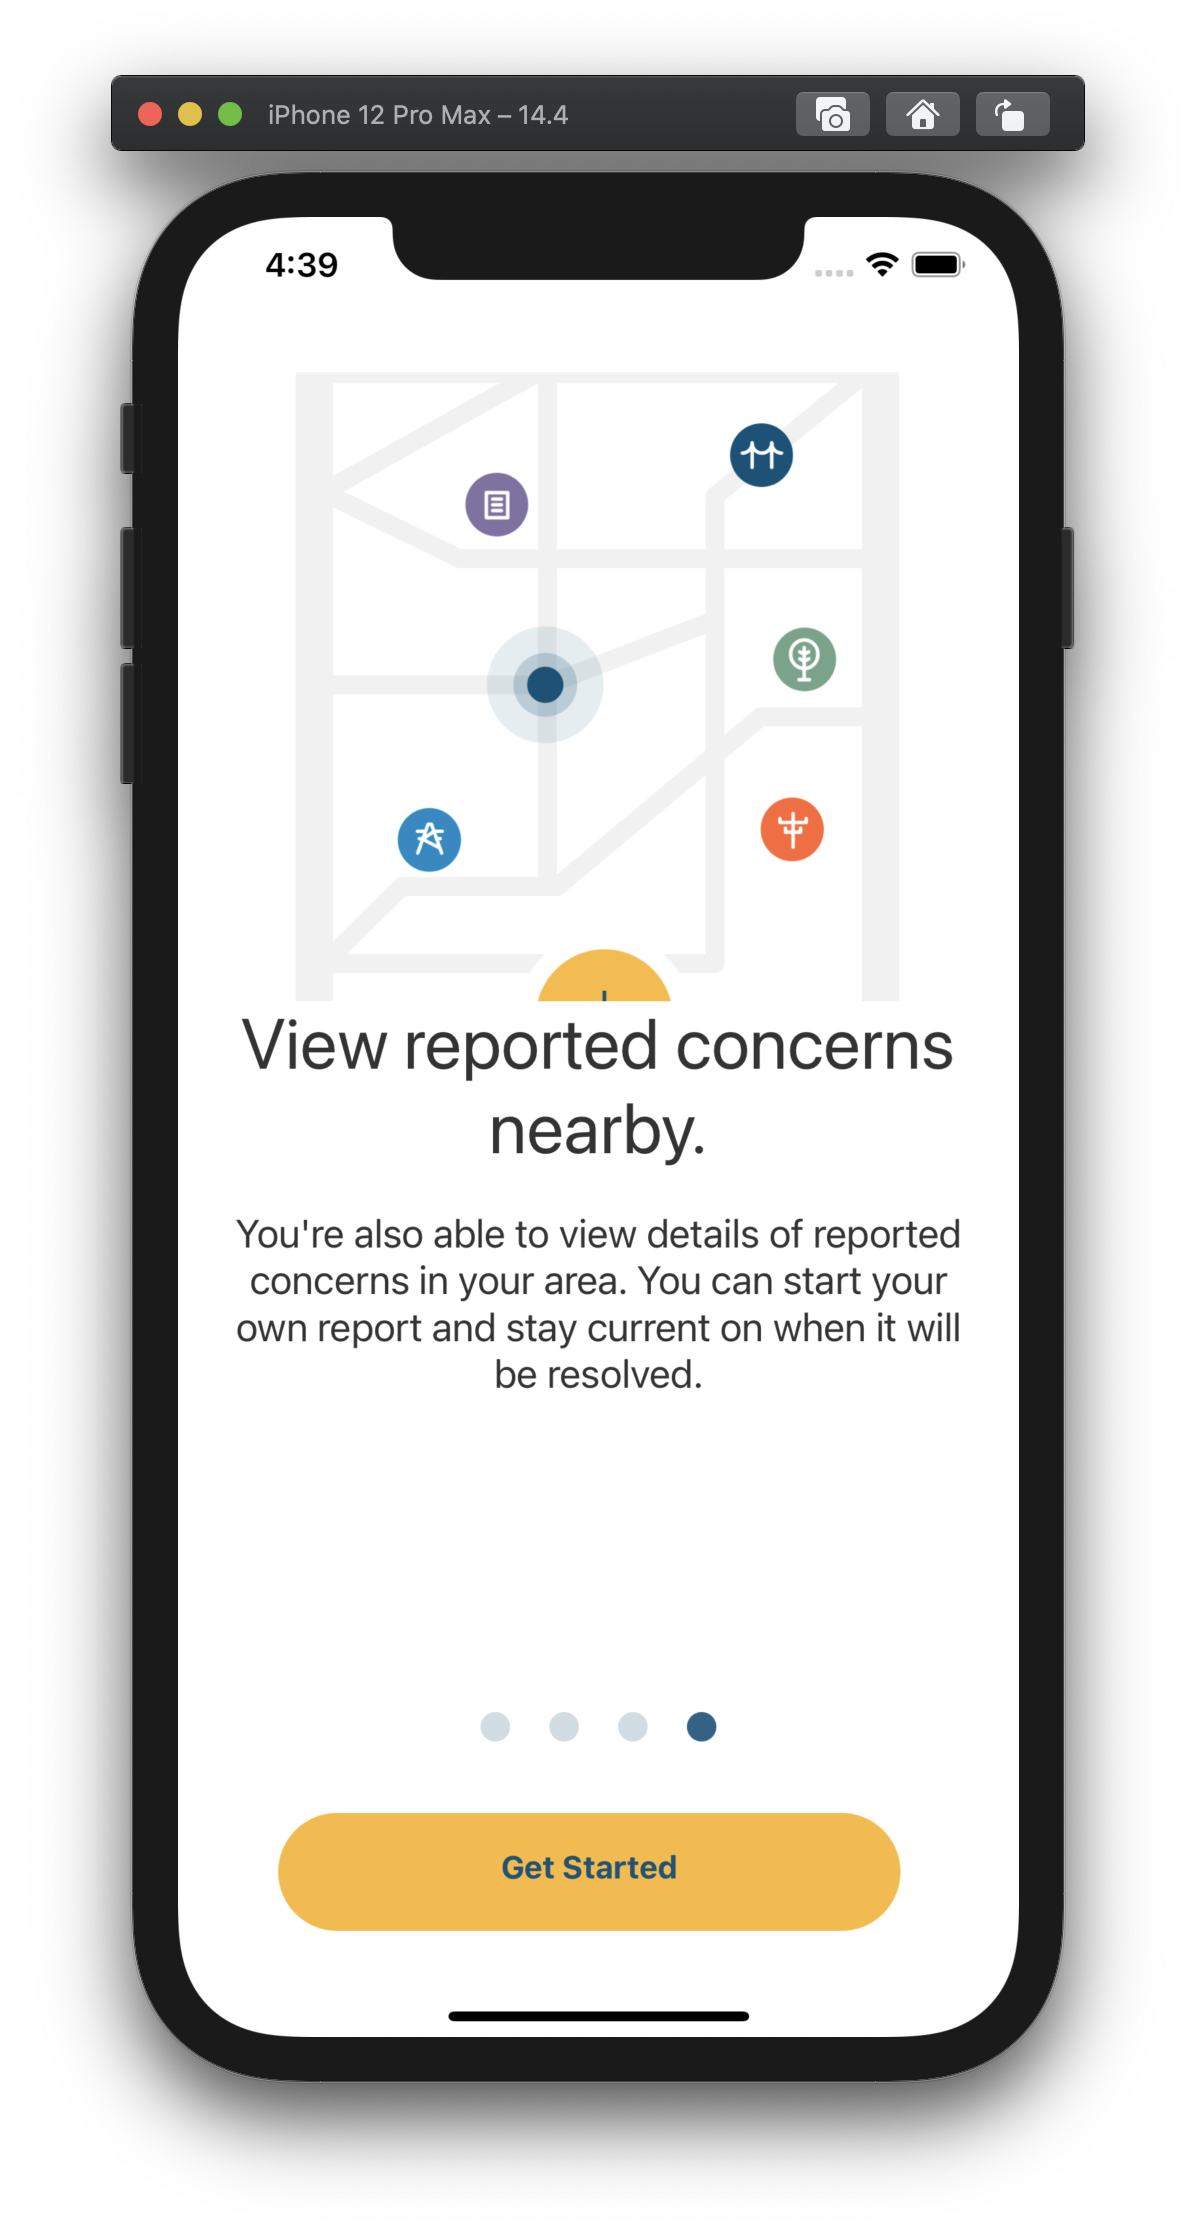 iPhone 12 Pro Max – 14.4
4:39
View reported concerns
nearby.
You're also able to view details of reported
concerns in your area. You can start your
own report and stay current on when it will
be resolved.
Get Started